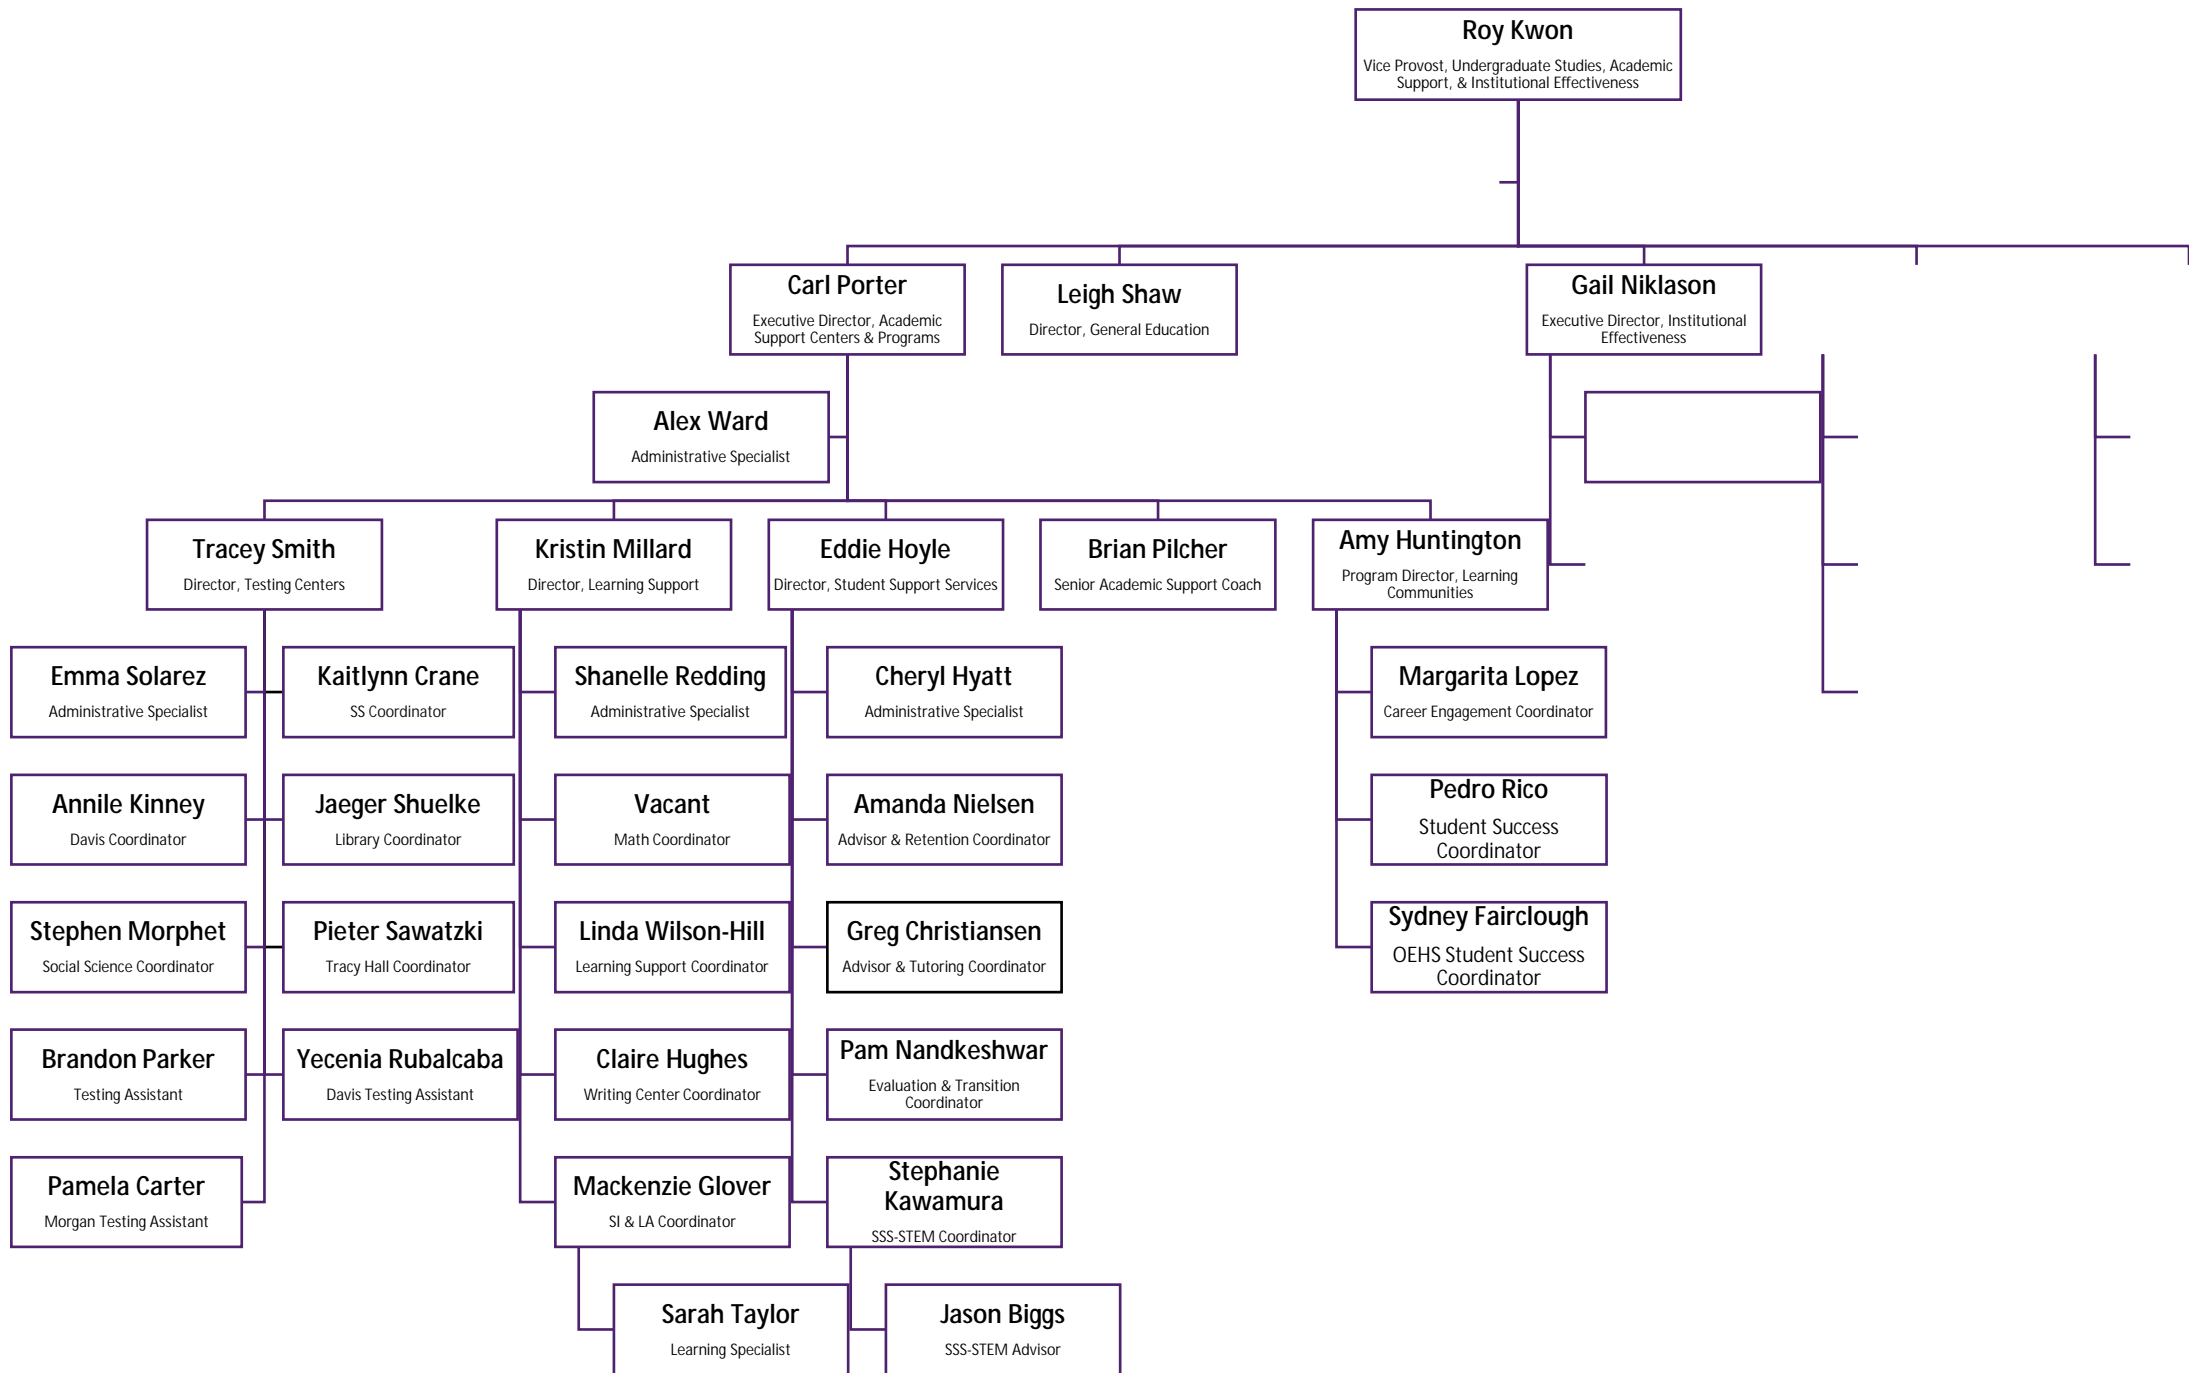 Roy Kwon
Vice Provost, Undergraduate Studies, Academic
Support, & Institutional Effectiveness
Carl Porter
Executive Director, Academic
Support Centers & Programs
Leigh Shaw
Director, General Education
Gail Niklason
Executive Director, Institutional
Effectiveness
Alex Ward
Administrative Specialist
Tracey Smith
Director, Testing Centers
Kristin Millard
Director, Learning Support
Eddie Hoyle
Director, Student Support Services
Brian Pilcher
Senior Academic Support Coach
Amy Huntington
Program Director, Learning
Communities
Emma Solarez
Administrative Specialist
Kaitlynn Crane
SS Coordinator
Shanelle Redding
Administrative Specialist
Cheryl Hyatt
Administrative Specialist
Margarita Lopez
Career Engagement Coordinator
Annile Kinney
Davis Coordinator
Jaeger Shuelke
Library Coordinator
Vacant
Math Coordinator
Amanda Nielsen
Advisor & Retention Coordinator
Pedro Rico
Student Success
Coordinator
Stephen Morphet
Social Science Coordinator
Pieter Sawatzki
Tracy Hall Coordinator
Linda Wilson-Hill
Learning Support Coordinator
Greg Christiansen
Advisor & Tutoring Coordinator
Sydney Fairclough
OEHS Student Success
Coordinator
Brandon Parker
Testing Assistant
Yecenia Rubalcaba
Davis Testing Assistant
Claire Hughes
Writing Center Coordinator
Pam Nandkeshwar
Evaluation & Transition
Coordinator
Pamela Carter
Morgan Testing Assistant
Mackenzie Glover
SI & LA Coordinator
Stephanie
Kawamura
SSS-STEM Coordinator
Sarah Taylor
Learning Specialist
Jason Biggs
SSS-STEM Advisor